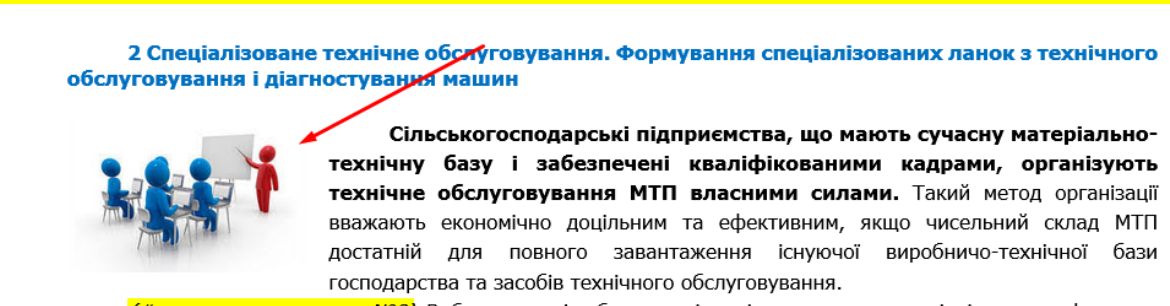 2 Спеціалізоване технічне обслуговування. Формування спеціалізованих ланок з технічного
обслуговування і діагностування машин
Сільськогосподарські підприємства, що мають сучасну матеріально-
технічну базу і забезпечені кваліфікованими кадрами, організують
технічне обслуговування МТП власними силами. Такий метод організації
вважають економічно доцільним та ефективним, якщо чисельний склад МТП
достатній для повного завантаження існуючої виробничо-технічної бази
господарства та засобів технічного обслуговування.